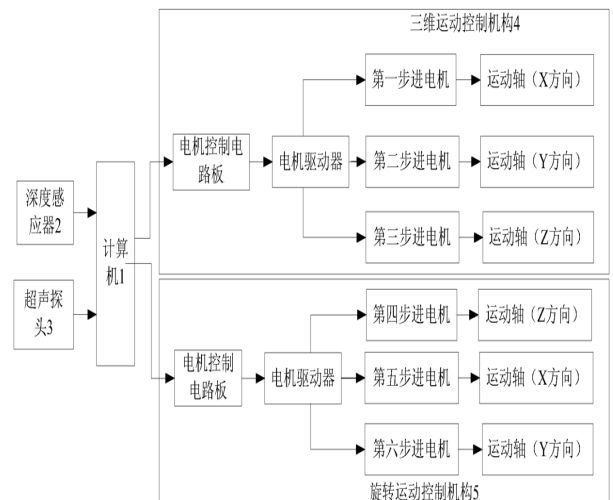 三维运动控制机构4
第一步进电机
运动轴（X方向）
电机控制电
路板
电机驱动器
第二步进电机
运动轴（Y方向）
第三步进电机
运动轴（Z方向）
深度感
应器2
计算
机1
超声探
头3
第四步进电机
运动轴（Z方向）
电机控制
电路板
电机驱动器
第五步进电机
运动轴（X方向）
第六步进电机
运动轴（Y方向）
旋转运动控制机构5